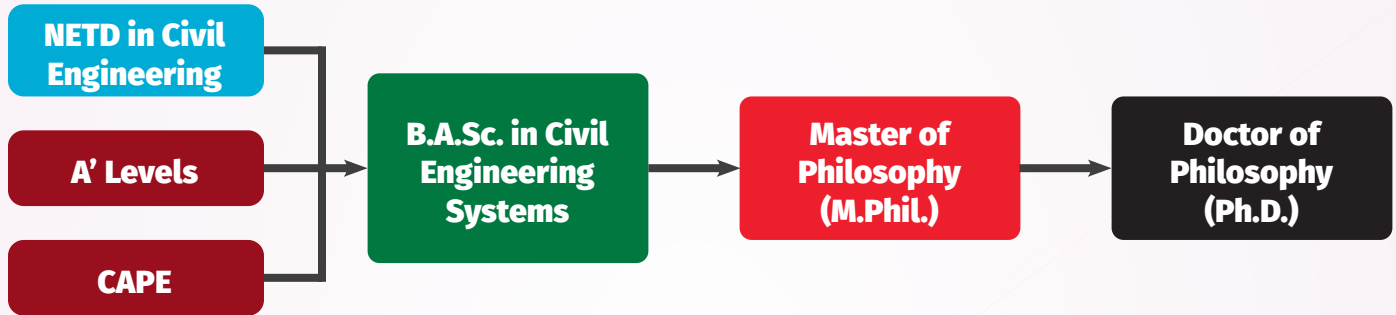 NETD in Civil
Engineering
A' Levels
CAPE
B.A.Sc. in Civil
Engineering
Systems
Master of
Philosophy
(M.Phil.)
Doctor of
Philosophy
(Ph.D.)